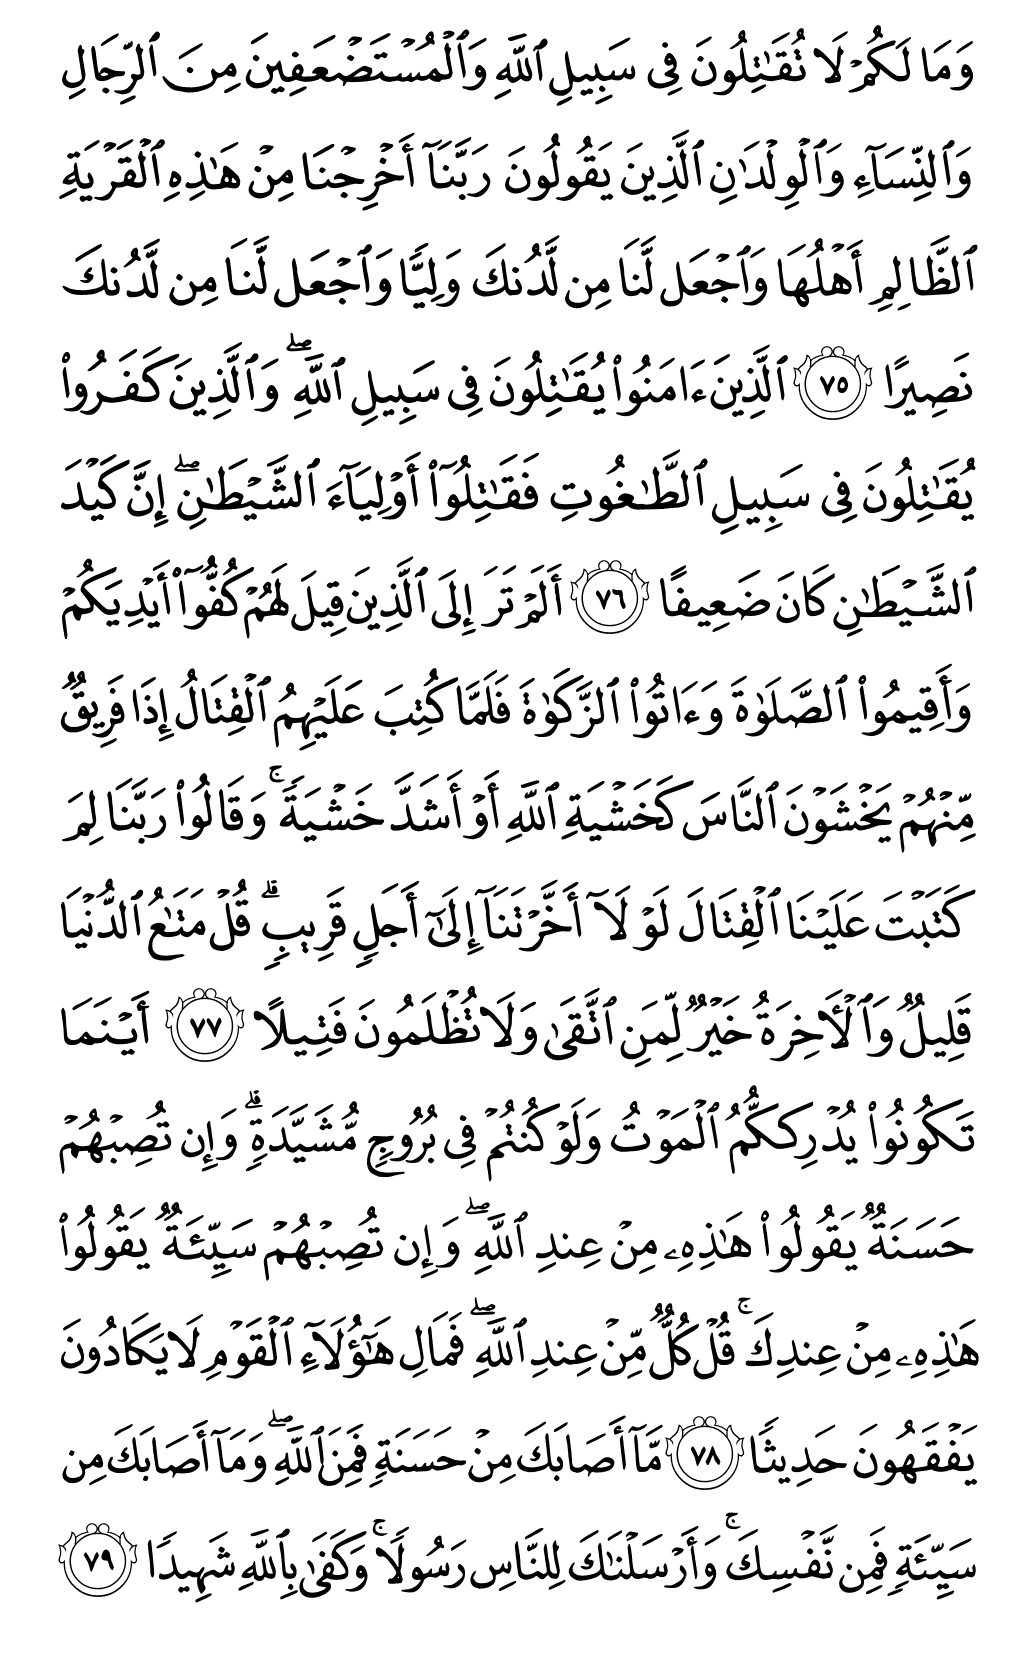 وَمَا لَكُمۡ لَا تُقَٰتِلُونَ فِي سَبِيلِ ٱللَّهِ وَٱلۡمُسۡتَضۡعَفِينَ مِنَ ٱلرِّجَالِ
وَٱلنِّسَآءِ وَٱلۡوِلۡدَٰنِ ٱلَّذِينَ يَقُولُونَ رَبَّنَآ أَخۡرِجۡنَا مِنۡ هَٰذِهِ ٱلۡقَرۡيَةِ
ٱلظَّالِمِ أَهۡلُهَا وَٱجۡعَل لَّنَا مِن لَّدُنكَ وَلِيّٗا وَٱجۡعَل لَّنَا مِن لَّدُنكَ
نَصِيرًا ٧٥ ٱلَّذِينَ ءَامَنُواْ يُقَٰتِلُونَ فِي سَبِيلِ ٱللَّهِۖ وَٱلَّذِينَ كَفَرُواْ
يُقَٰتِلُونَ فِي سَبِيلِ ٱلطَّٰغُوتِ فَقَٰتِلُوٓاْ أَوۡلِيَآءَ ٱلشَّيۡطَٰنِۖ إِنَّ كَيۡدَ
ٱلشَّيۡطَٰنِ كَانَ ضَعِيفًا ٧٦ أَلَمۡ تَرَ إِلَى ٱلَّذِينَ قِيلَ لَهُمۡ كُفُّوٓاْ أَيۡدِيَكُمۡ
وَأَقِيمُواْ ٱلصَّلَوٰةَ وَءَاتُواْ ٱلزَّكَوٰةَ فَلَمَّا كُتِبَ عَلَيۡهِمُ ٱلۡقِتَالُ إِذَا فَرِيقٞ
مِّنۡهُمۡ يَخۡشَوۡنَ ٱلنَّاسَ كَخَشۡيَةِ ٱللَّهِ أَوۡ أَشَدَّ خَشۡيَةٗۚ وَقَالُواْ رَبَّنَا لِمَ
كَتَبۡتَ عَلَيۡنَا ٱلۡقِتَالَ لَوۡلَآ أَخَّرۡتَنَآ إِلَىٰٓ أَجَلٖ قَرِيبٖۗ قُلۡ مَتَٰعُ ٱلدُّنۡيَا
قَلِيلٞ وَٱلۡأٓخِرَةُ خَيۡرٞ لِّمَنِ ٱتَّقَىٰ وَلَا تُظۡلَمُونَ فَتِيلًا ٧٧ أَيۡنَمَا
تَكُونُواْ يُدۡرِككُّمُ ٱلۡمَوۡتُ وَلَوۡ كُنتُمۡ فِي بُرُوجٖ مُّشَيَّدَةٖۗ وَإِن تُصِبۡهُمۡ
حَسَنَةٞ يَقُولُواْ هَٰذِهِۦ مِنۡ عِندِ ٱللَّهِۖ وَإِن تُصِبۡهُمۡ سَيِّئَةٞ يَقُولُواْ
هَٰذِهِۦ مِنۡ عِندِكَۚ قُلۡ كُلّٞ مِّنۡ عِندِ ٱللَّهِۖ فَمَالِ هَٰٓؤُلَآءِ ٱلۡقَوۡمِ لَا يَكَادُونَ
يَفۡقَهُونَ حَدِيثٗا ٧٨ مَّآ أَصَابَكَ مِنۡ حَسَنَةٖ فَمِنَ ٱللَّهِۖ وَمَآ أَصَابَكَ مِن
سَيِّئَةٖ فَمِن نَّفۡسِكَۚ وَأَرۡسَلۡنَٰكَ لِلنَّاسِ رَسُولٗاۚ وَكَفَىٰ بِٱللَّهِ شَهِيدٗا ٧٩